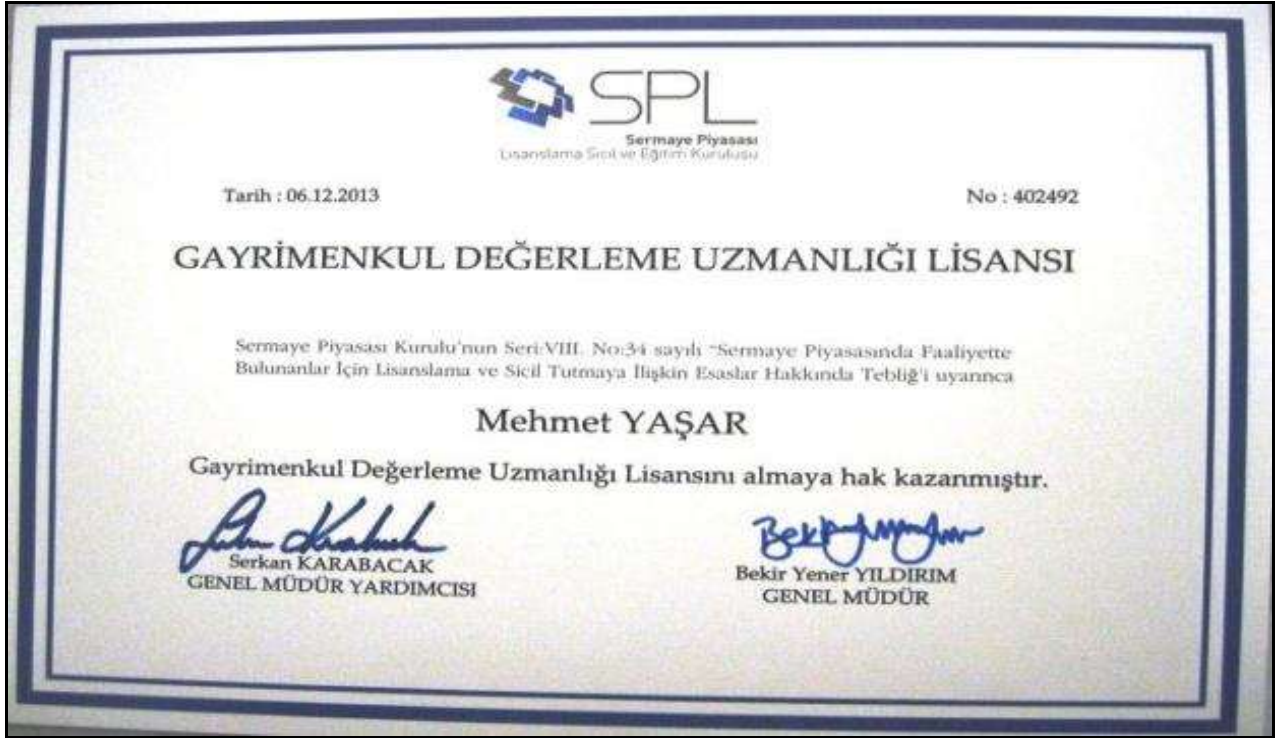 SPL
Sermaye Piyasası
Lisanslama Sicil ve Eğitim Kuruluşu
Tarih : 06.12.2013
No : 402492
GAYRİMENKUL DEĞERLEME UZMANLIĞI LİSANSI
Sermaye Piyasası Kurulu'nun Seri:VIII. No:34 sayılı "Sermaye Piyasasında Faaliyette
Bulunanlar İçin Lisanslama ve Sicil Tutmaya İlişkin Esaslar Hakkında Tebliğ'i uyarınca
Mehmet YAŞAR
Gayrimenkul Değerleme Uzmanlığı Lisansını almaya hak kazanmıştır.
Serkan KARABACAK
GENEL MÜDÜR YARDIMCISI
Bekir Yener YILDIRIM
GENEL MÜDÜR